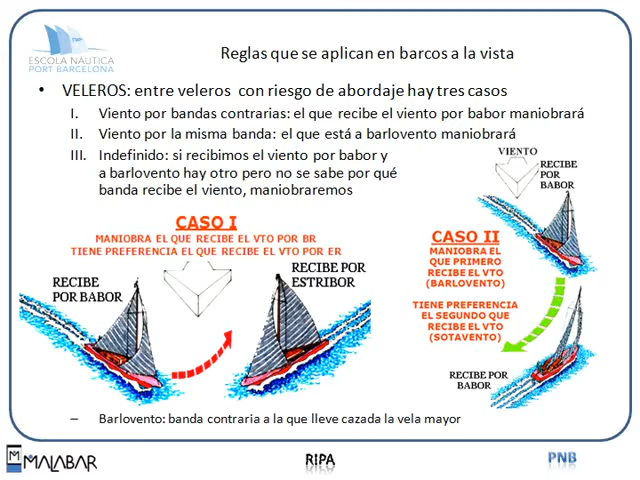 ESCOLA NÀUTICA
PORT BARCELONA
Reglas que se aplican en barcos a la vista
• VELEROS: entre veleros con riesgo de abordaje hay tres casos
I. Viento por bandas contrarias: el que recibe el viento por babor maniobrará
II. Viento por la misma banda: el que está a barlovento maniobrará
III. Indefinido: si recibimos el viento por babor y
a barlovento hay otro pero no se sabe por qué
banda recibe el viento, maniobraremos
VIENTO
RECIBE
POR
BABOR
CASO I
MANIOBRA EL QUE RECIBE EL VTO POR BR
TIENE PREFERENCIA EL QUE RECIBE EL VTO POR ER
RECIBE
POR BABOR
RECIBE POR
ESTRIBOR
CASO II
MANIOBRA EL
QUE PRIMERO
RECIBE EL VTO
(BARLOVENTO)
TIENE PREFERENCIA
EL SEGUNDO QUE
RECIBE EL VTO
(SOTAVENTO)
RECIBE POR
BABOR
– Barlovento: banda contraria a la que lleve cazada la vela mayor
MALABAR
RIPA
PNB